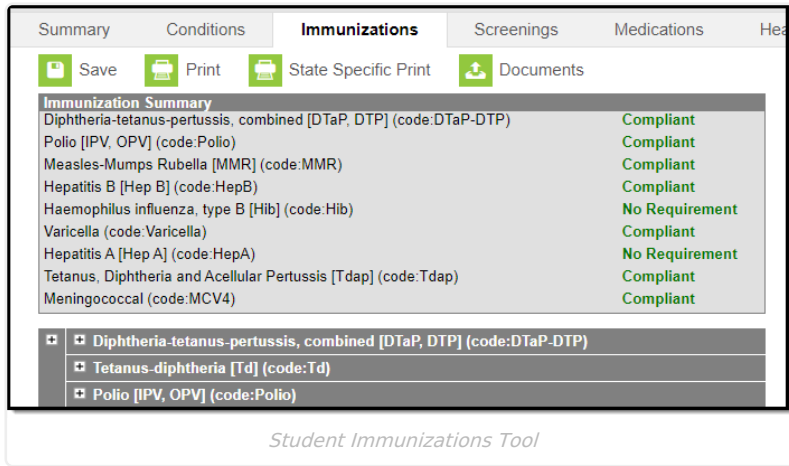 Summary Conditions Immunizations Screenings Medications Hea
Save Print State Specific Print Documents
Immunization Summary
Diphtheria-tetanus-pertussis, combined [DTaP, DTP] (code:DTaP-DTP) Compliant
Polio [IPV, OPV] (code:Polio) Compliant
Measles-Mumps Rubella [MMR] (code:MMR) Compliant
Hepatitis B [Hep B] (code:HepB) Compliant
Haemophilus influenza, type B [Hib] (code:Hib) No Requirement
Varicella (code:Varicella) Compliant
Hepatitis A [Hep A] (code:HepA) No Requirement
Tetanus, Diphtheria and Acellular Pertussis [Tdap] (code:Tdap) Compliant
Meningococcal (code:MCV4) Compliant
Diphtheria-tetanus-pertussis, combined [DTaP, DTP] (code:DTaP-DTP)
Tetanus-diphtheria [Td] (code:Td)
Polio [IPV, OPV] (code:Polio)
Student Immunizations Tool